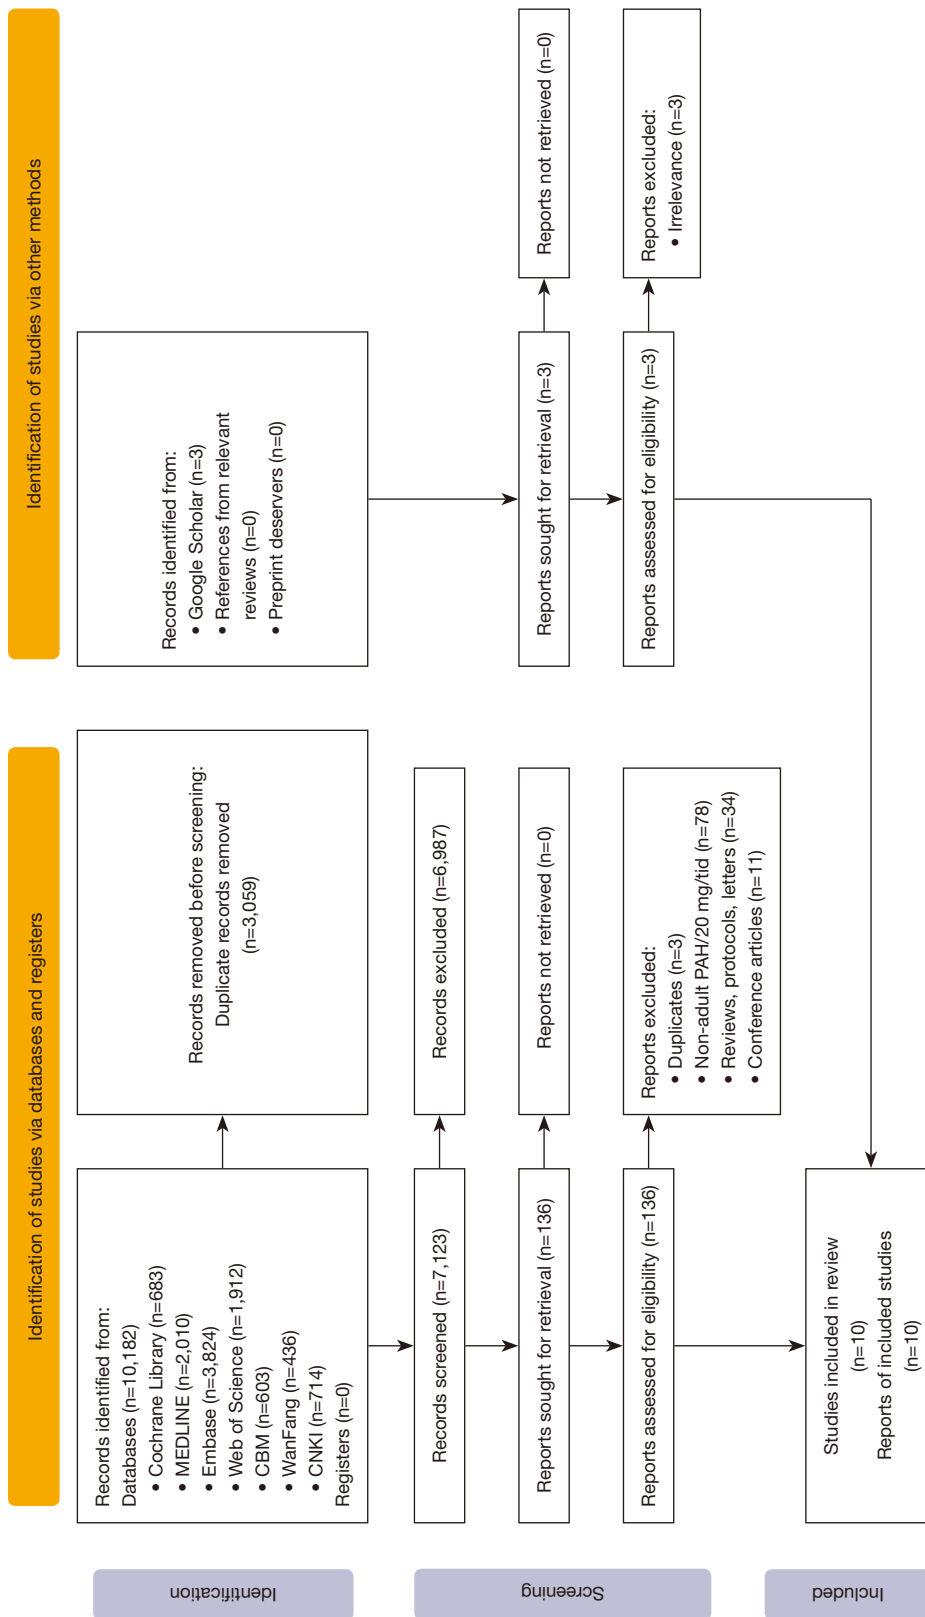 Identification of studies via databases and registers
Identification of studies via other methods
Identification
Records identified from:
Databases (n=10,182)
• Cochrane Library (n=683)
• MEDLINE (n=2,010)
• Embase (n=3,824)
• Web of Science (n=1,912)
• CBM (n=603)
• WanFang (n=436)
• CNKI (n=714)
Registers (n=0)
Records removed before screening:
Duplicate records removed
(n=3,059)
Records identified from:
• Google Scholar (n=3)
• References from relevant
reviews (n=0)
• Preprint deservers (n=0)
Screening
Records screened (n=7,123)
Records excluded (n=6,987)
Reports sought for retrieval (n=136)
Reports not retrieved (n=0)
Reports sought for retrieval (n=3)
Reports not retrieved (n=0)
Reports assessed for eligibility (n=136)
Reports excluded:
• Duplicates (n=3)
• Non-adult PAH/20 mg/tid (n=78)
• Reviews, protocols, letters (n=34)
• Conference articles (n=11)
Reports assessed for eligibility (n=3)
Reports excluded:
• Irrelevance (n=3)
Included
Studies included in review
(n=10)
Reports of included studies
(n=10)